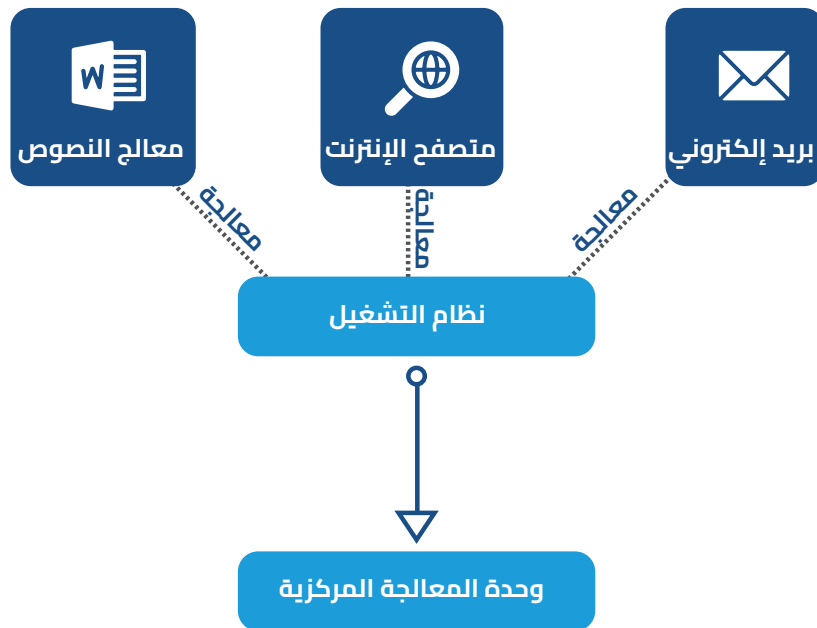 بريد إلكتروني
متصفح الإنترنت
معالج النصوص
W
معالجة
معالجة
معالجة
نظام التشغيل
وحدة المعالجة المركزية